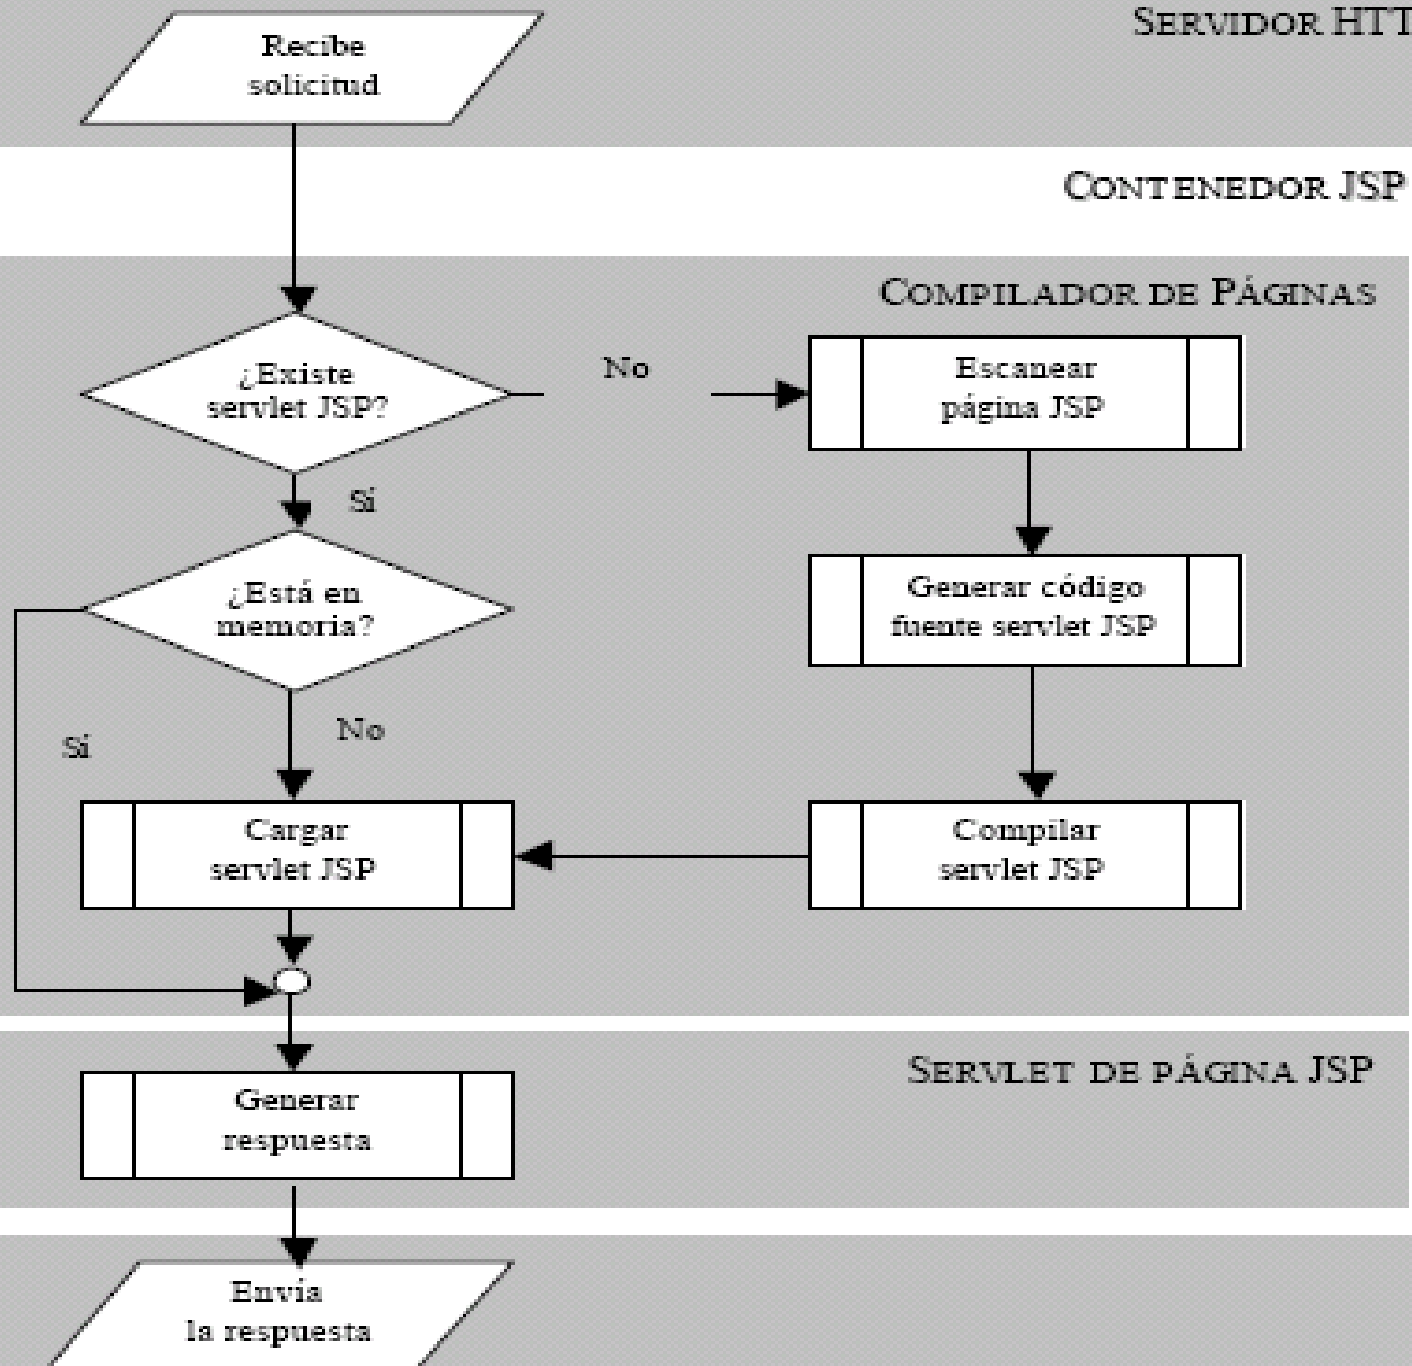 SERVIDOR HTT
Recibe
solicitud
CONTENEDOR JSP
COMPILADOR DE PÁGINAS
¿Existe
servlet JSP?
No
Escanear
página JSP
Sí
¿Está en
memoria?
Generar código
fuente servlet JSP
No
Sí
Cargar
servlet JSP
Compilar
servlet JSP
SERVLET DE PÁGINA JSP
Generar
respuesta
Envía
la respuesta